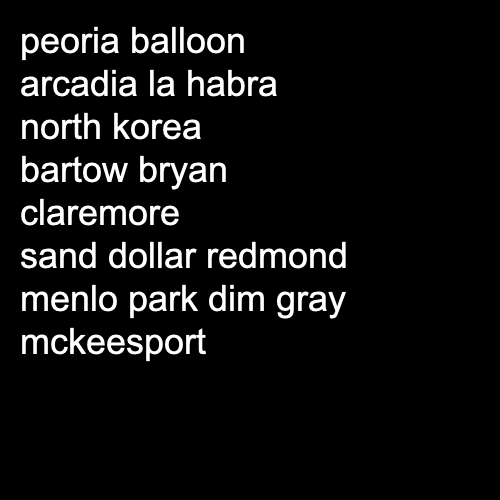 peoria balloon
arcadia la habra
north korea
bartow bryan
claremore
sand dollar redmond
menlo park dim gray
mckeesport